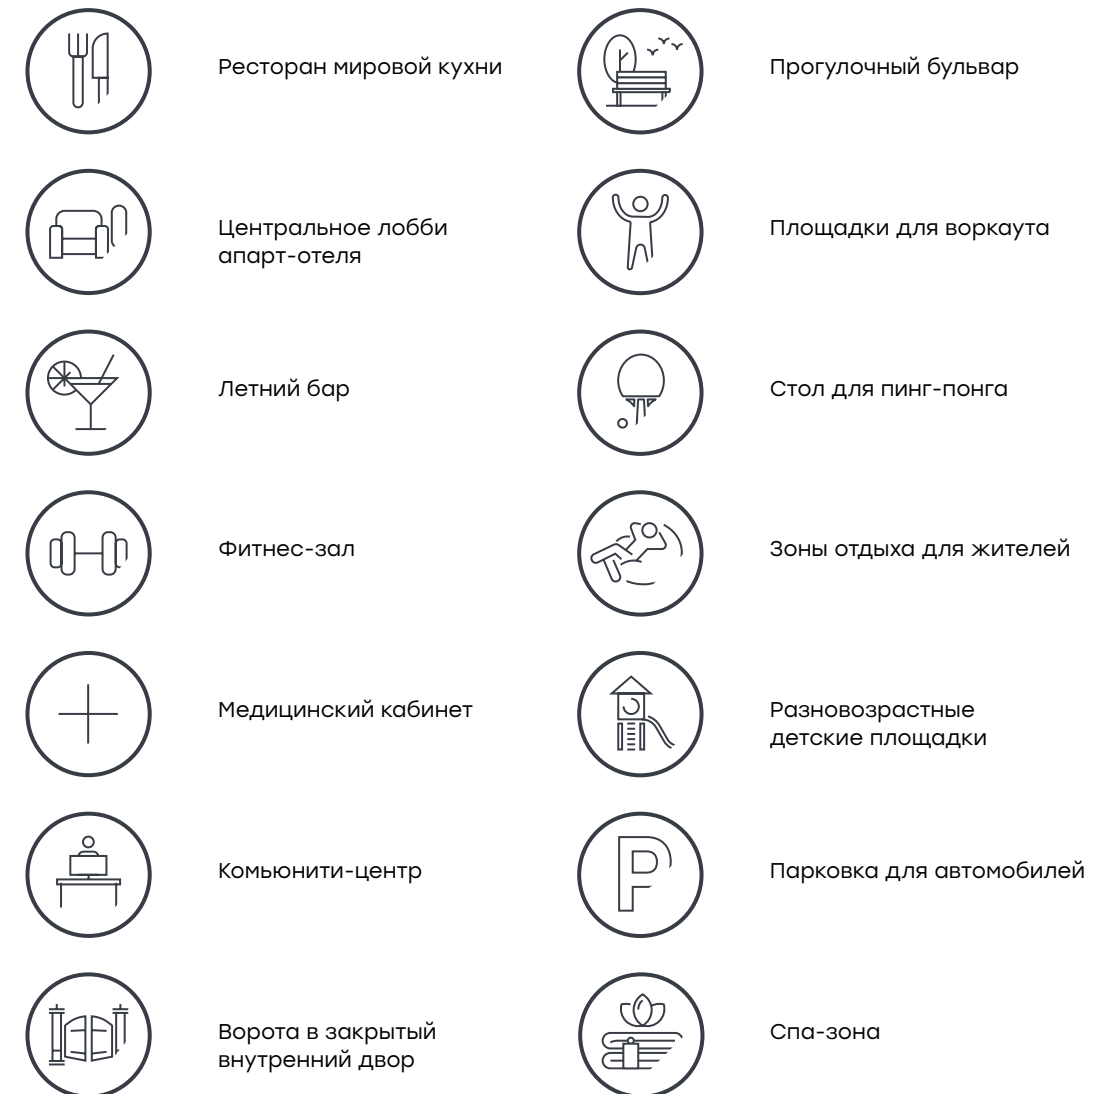 Ресторан мировой кухни
Прогулочный бульвар
Центральное лобби
апарт-отеля
Площадки для воркаута
Летний бар
Стол для пинг-понга
Фитнес-зал
Зоны отдыха для жителей
Медицинский кабинет
Разновозрастные
детские площадки
Комьюнити-центр
P
Парковка для автомобилей
Ворота в закрытый
внутренний двор
Спа-зона